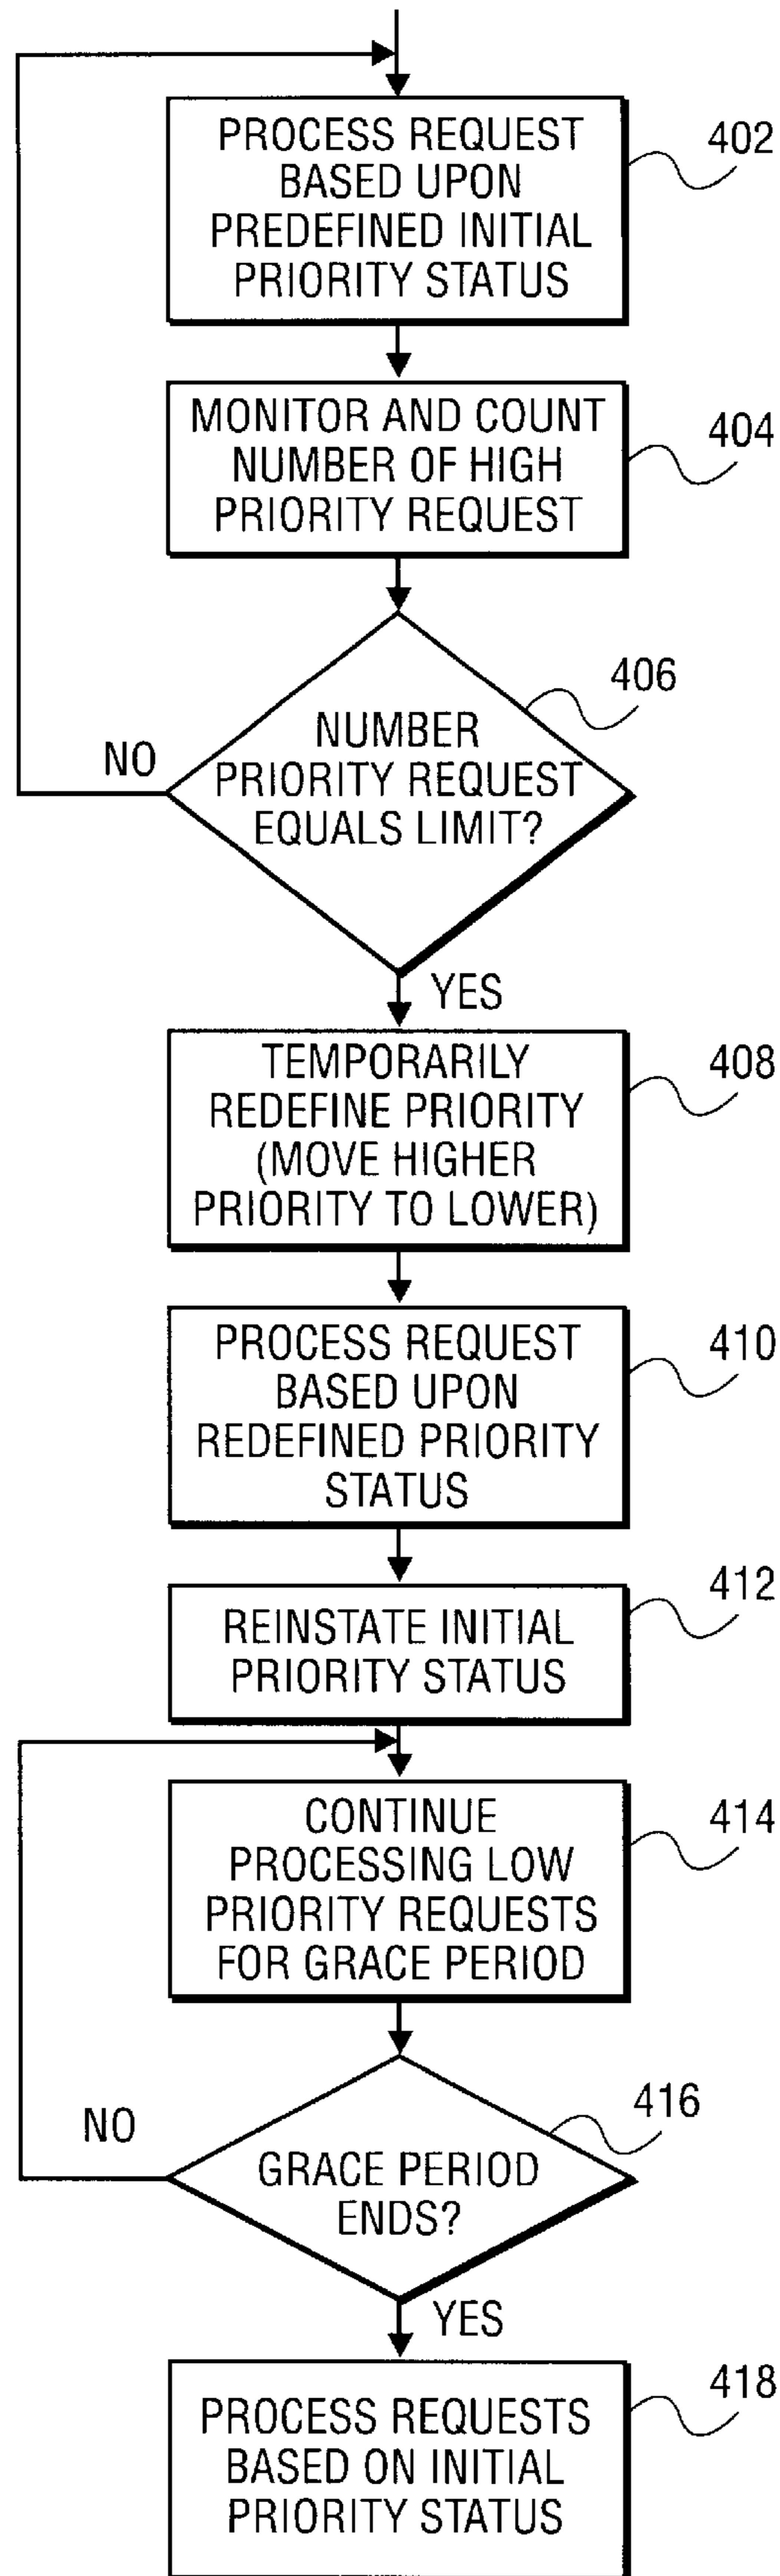 PROCESS REQUEST
BASED UPON
PREDEFINED INITIAL
PRIORITY STATUS
402
MONITOR AND COUNT
NUMBER OF HIGH
PRIORITY REQUEST
404
406
NUMBER
PRIORITY REQUEST
EQUALS LIMIT?
NO
YES
TEMPORARILY
REDEFINE PRIORITY
(MOVE HIGHER
PRIORITY TO LOWER)
408
PROCESS REQUEST
BASED UPON
REDEFINED PRIORITY
STATUS
410
REINSTATE INITIAL
PRIORITY STATUS
412
CONTINUE
PROCESSING LOW
PRIORITY REQUESTS
FOR GRACE PERIOD
414
416
GRACE PERIOD
ENDS?
NO
YES
PROCESS REQUESTS
BASED ON INITIAL
PRIORITY STATUS
418